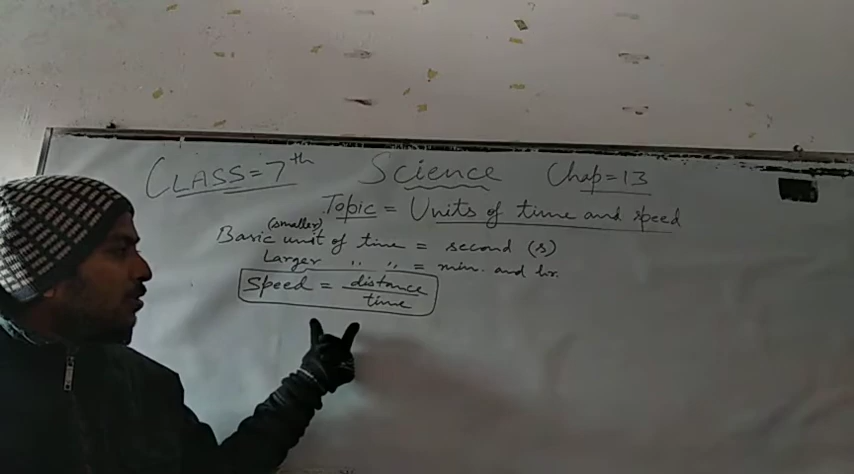 CLASS = 7th Science Chap = 13
Topic = Units of time and speed
(smaller)
Basic unit of time = second (s)
Larger " " = min. and hr.
Speed = distance
time